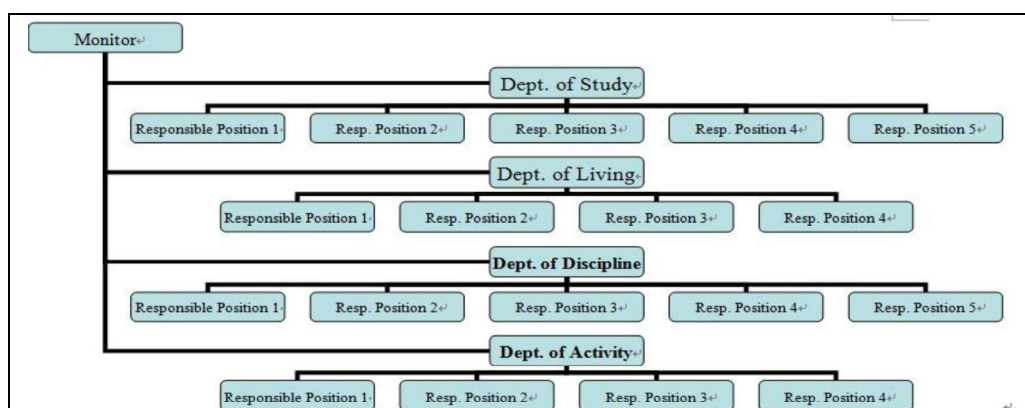 Monitor
Dept. of Study
Responsible Position 1 Resp. Position 2 Resp. Position 3 Resp. Position 4 Resp. Position 5
Dept. of Living
Responsible Position 1 Resp. Position 2 Resp. Position 3 Resp. Position 4
Dept. of Discipline
Responsible Position 1 Resp. Position 2 Resp. Position 3 Resp. Position 4 Resp. Position 5
Dept. of Activity
Responsible Position 1 Resp. Position 2 Resp. Position 3 Resp. Position 4